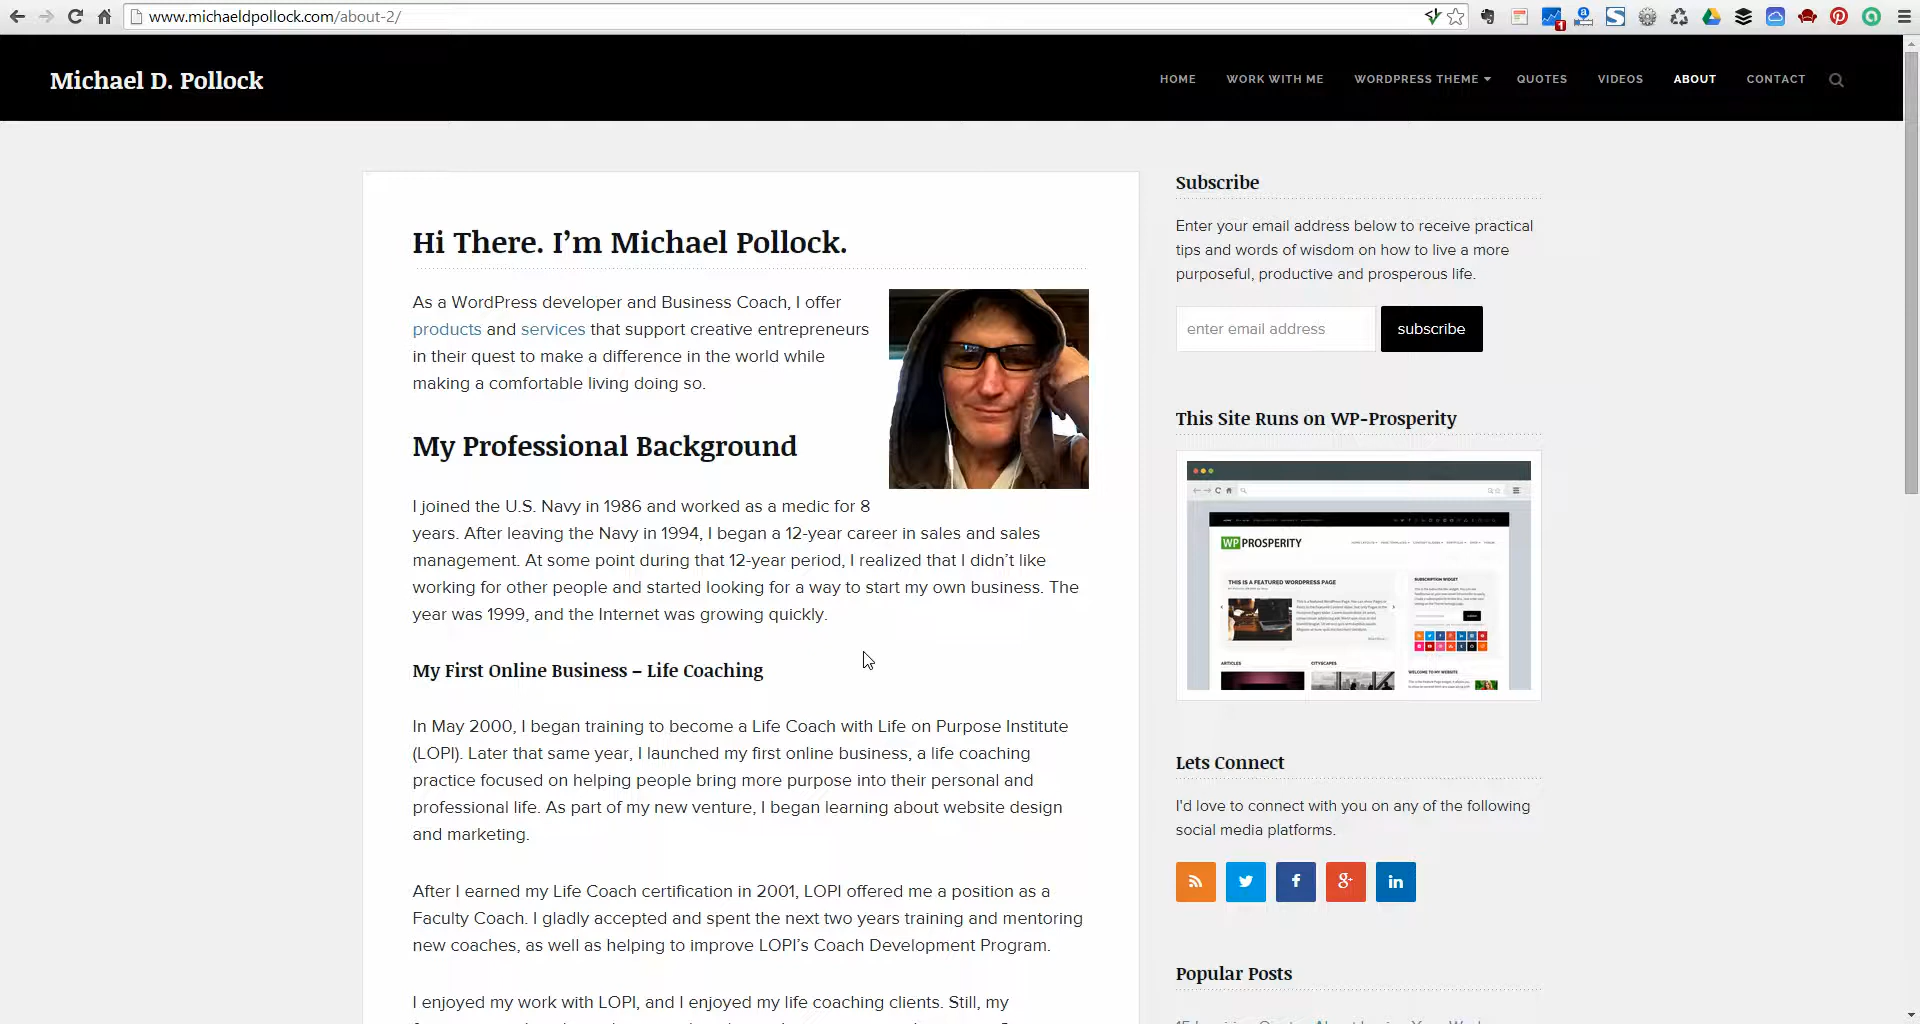 www.michaeldpollock.com/about-2/
1
Michael D. Pollock
HOME WORK WITH ME WORDPRESS THEME QUOTES VIDEOS ABOUT CONTACT
Hi There. I’m Michael Pollock.
As a WordPress developer and Business Coach, I offer
products and services that support creative entrepreneurs
in their quest to make a difference in the world while
making a comfortable living doing so.
My Professional Background
I joined the U.S. Navy in 1986 and worked as a medic for 8
years. After leaving the Navy in 1994, I began a 12-year career in sales and sales
management. At some point during that 12-year period, I realized that I didn’t like
working for other people and started looking for a way to start my own business. The
year was 1999, and the Internet was growing quickly.
My First Online Business – Life Coaching
In May 2000, I began training to become a Life Coach with Life on Purpose Institute
(LOPI). Later that same year, I launched my first online business, a life coaching
practice focused on helping people bring more purpose into their personal and
professional life. As part of my new venture, I began learning about website design
and marketing.
After I earned my Life Coach certification in 2001, LOPI offered me a position as a
Faculty Coach. I gladly accepted and spent the next two years training and mentoring
new coaches, as well as helping to improve LOPI’s Coach Development Program.
I enjoyed my work with LOPI, and I enjoyed my life coaching clients. Still, my
Subscribe
Enter your email address below to receive practical
tips and words of wisdom on how to live a more
purposeful, productive and prosperous life.
enter email address subscribe
This Site Runs on WP-Prosperity
WP PROSPERITY
THIS IS A FEATURED WORDPRESS PAGE
SUBSCRIPTION WIDGET
ARTICLES CITYSCAPES
WELCOME TO MY WEBSITE
Lets Connect
I'd love to connect with you on any of the following
social media platforms.
Popular Posts